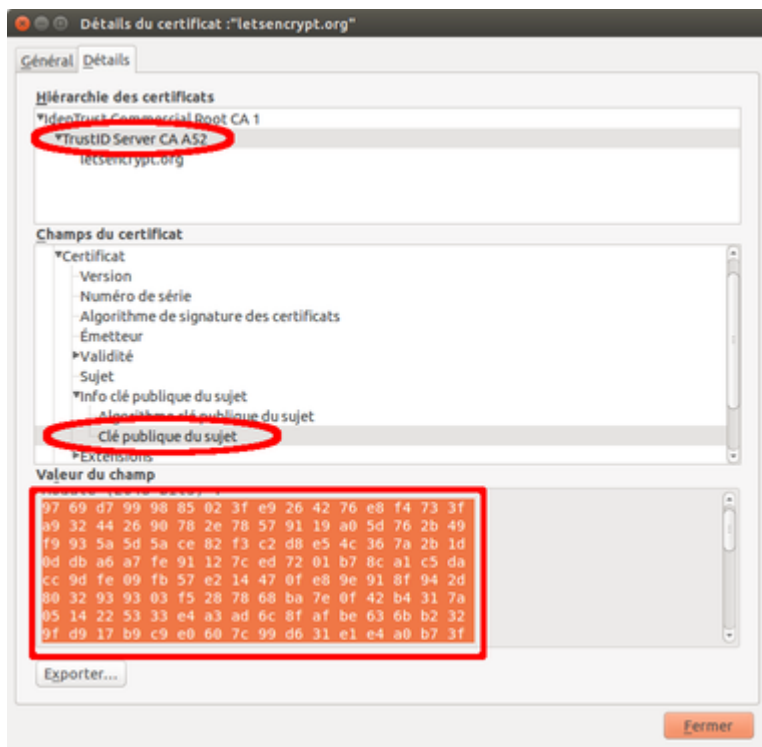 Détails du certificat :"letsencrypt.org"
Général Détails
Hiérarchie des certificats
IdenTrust Commercial Root CA 1
TrustID Server CA A52
letsencrypt.org
Champs du certificat
Certificat
Version
Numéro de série
Algorithme de signature des certificats
Émetteur
Validité
Sujet
Info clé publique du sujet
Algorithme clé publique du sujet
Clé publique du sujet
Extensions
Valeur du champ
97 69 d7 99 98 85 02 3f e9 26 42 76 e8 f4 73 3f
a9 32 44 26 90 78 2e 78 57 91 19 a0 5d 76 2b 49
f9 93 5a 5d 5a ce 82 f3 c2 d8 e5 4c 36 7a 2b 1d
0d db a6 a7 fe 91 12 7c ed 72 01 b7 8c a1 c5 da
cc 9d fe 09 fb 57 e2 14 47 0f e8 9e 91 8f 94 2d
80 32 93 93 03 f5 28 78 68 ba 7e 0f 42 b4 31 7a
05 14 22 53 33 e4 a3 ad 6c 8f af be 63 6b b2 32
9f d9 17 b9 c9 e0 60 7c 99 d6 31 e1 e4 a0 b7 3f
Exporter...
Fermer